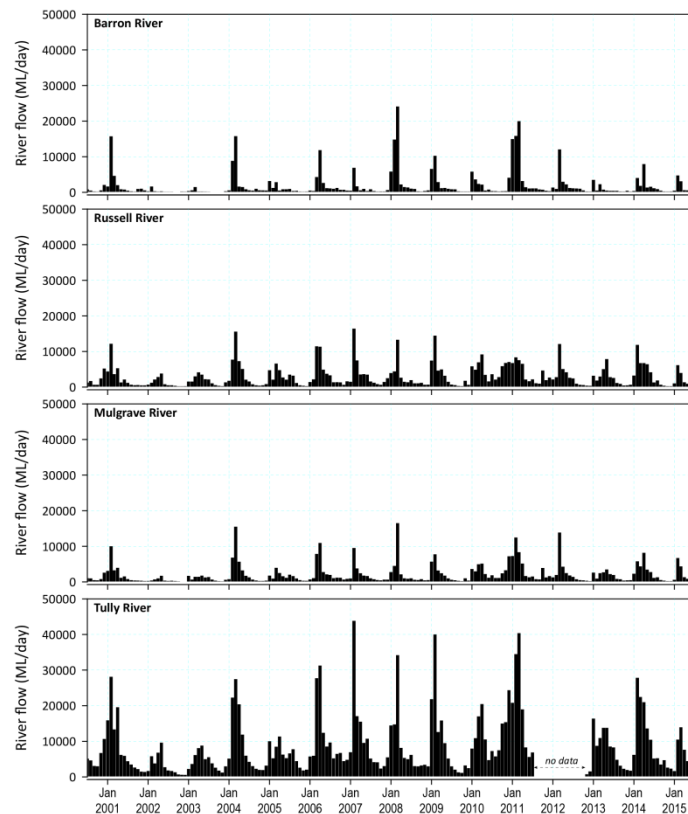 Barron River
River flow (ML/day)
50000
40000
30000
20000
10000
0
Russell River
River flow (ML/day)
50000
40000
30000
20000
10000
0
Mulgrave River
River flow (ML/day)
50000
40000
30000
20000
10000
0
Tully River
River flow (ML/day)
50000
40000
30000
20000
10000
0
no data
Jan Jan Jan Jan Jan Jan Jan Jan Jan Jan Jan Jan Jan Jan Jan
2001 2002 2003 2004 2005 2006 2007 2008 2009 2010 2011 2012 2013 2014 2015